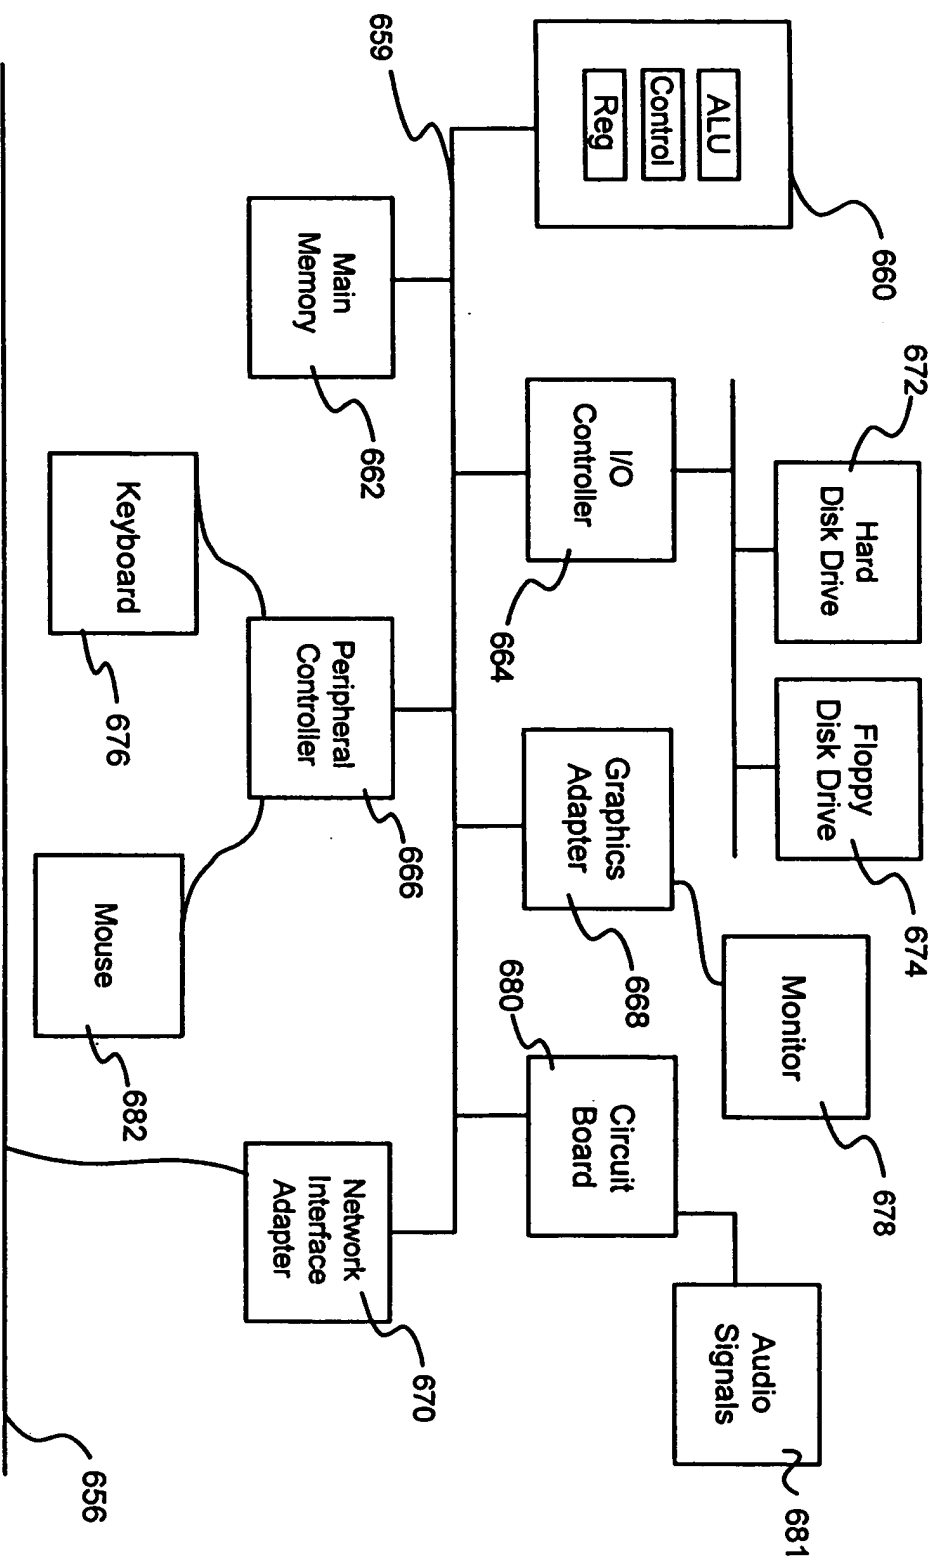 660
ALU
Control
Reg
659
672
Hard
Disk Drive
Floppy
Disk Drive
674
Monitor
678
Audio
Signals
681
I/O
Controller
664
Graphics
Adapter
668
680
Circuit
Board
Main
Memory
662
Peripheral
Controller
666
Network
Interface
Adapter
670
Keyboard
676
Mouse
682
656